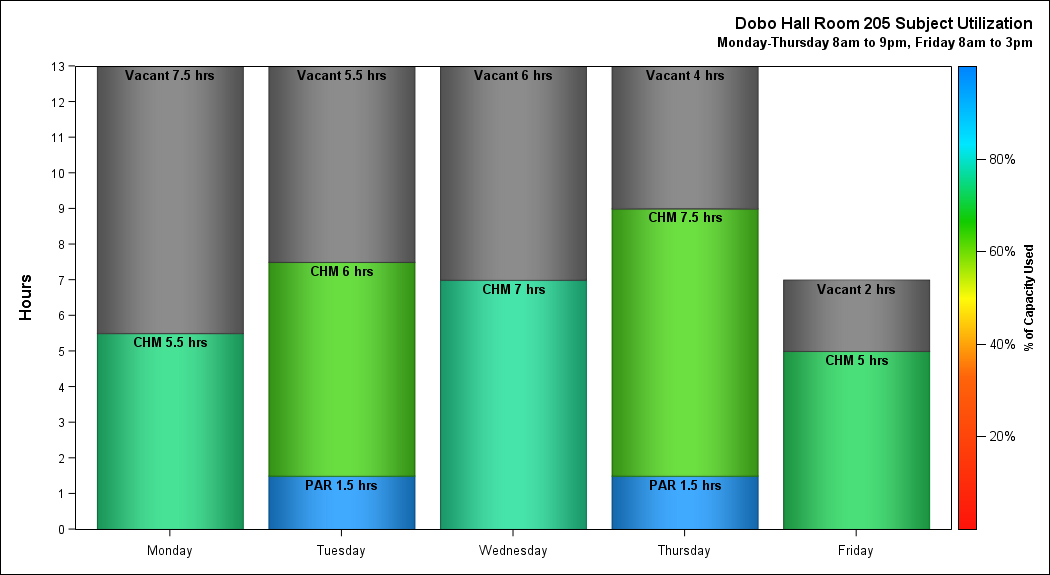 Dobo Hall Room 205 Subject Utilization
Monday-Thursday 8am to 9pm, Friday 8am to 3pm
Hours
13
12
11
10
9
8
7
6
5
4
3
2
1
0
Vacant 7.5 hrs
CHM 5.5 hrs
Vacant 5.5 hrs
CHM 6 hrs
PAR 1.5 hrs
Vacant 6 hrs
CHM 7 hrs
Vacant 4 hrs
CHM 7.5 hrs
PAR 1.5 hrs
Vacant 2 hrs
CHM 5 hrs
Monday
Tuesday
Wednesday
Thursday
Friday
80%
60%
40%
20%
% of Capacity Used